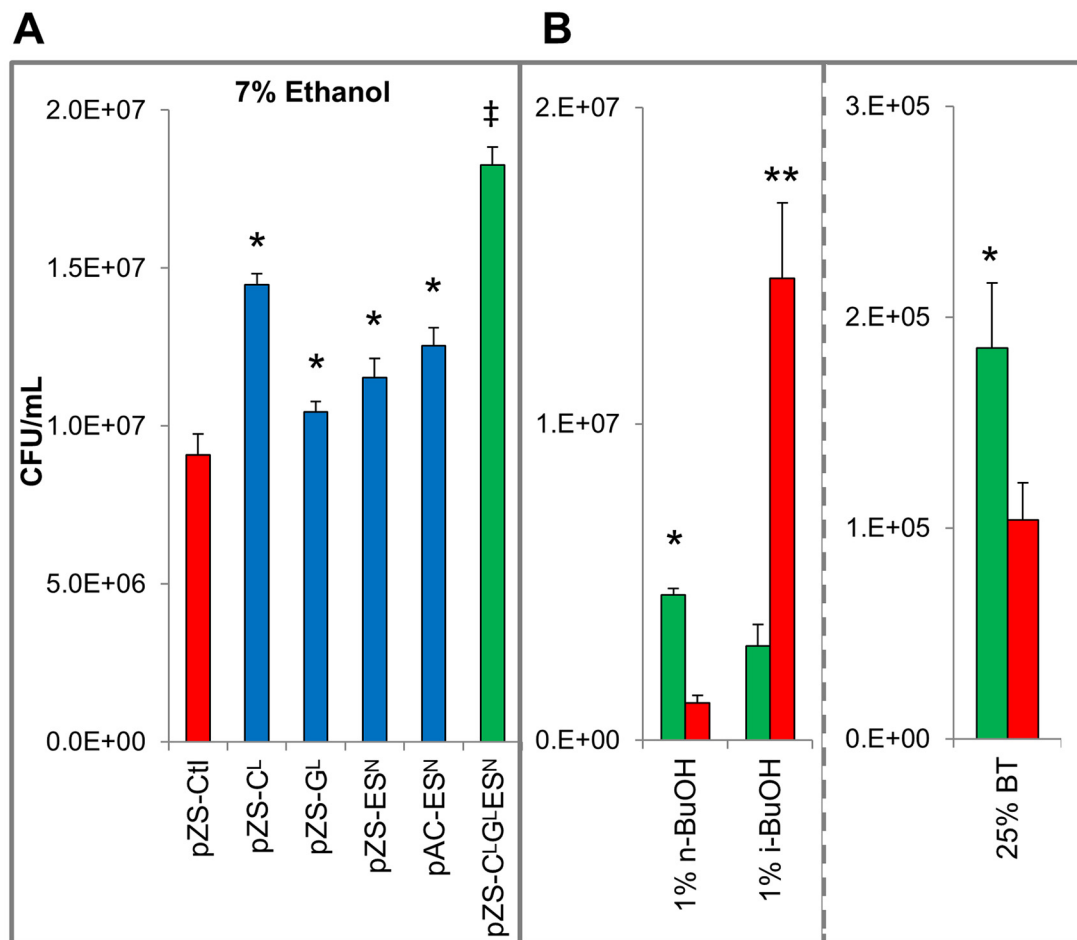 A
B
7% Ethanol
CFU/mL
2.0E+07
1.5E+07
1.0E+07
5.0E+06
0.0E+00
*
*
*
*
‡
pZS-Ctl
pZS-Cᴸ
pZS-Gᴸ
pZS-ESᴺ
pAC-ESᴺ
pZS-CᴸGᴸESᴺ
2.E+07
1.E+07
0.E+00
*
**
1% n-BuOH
1% i-BuOH
3.E+05
2.E+05
1.E+05
0.E+00
*
25% BT